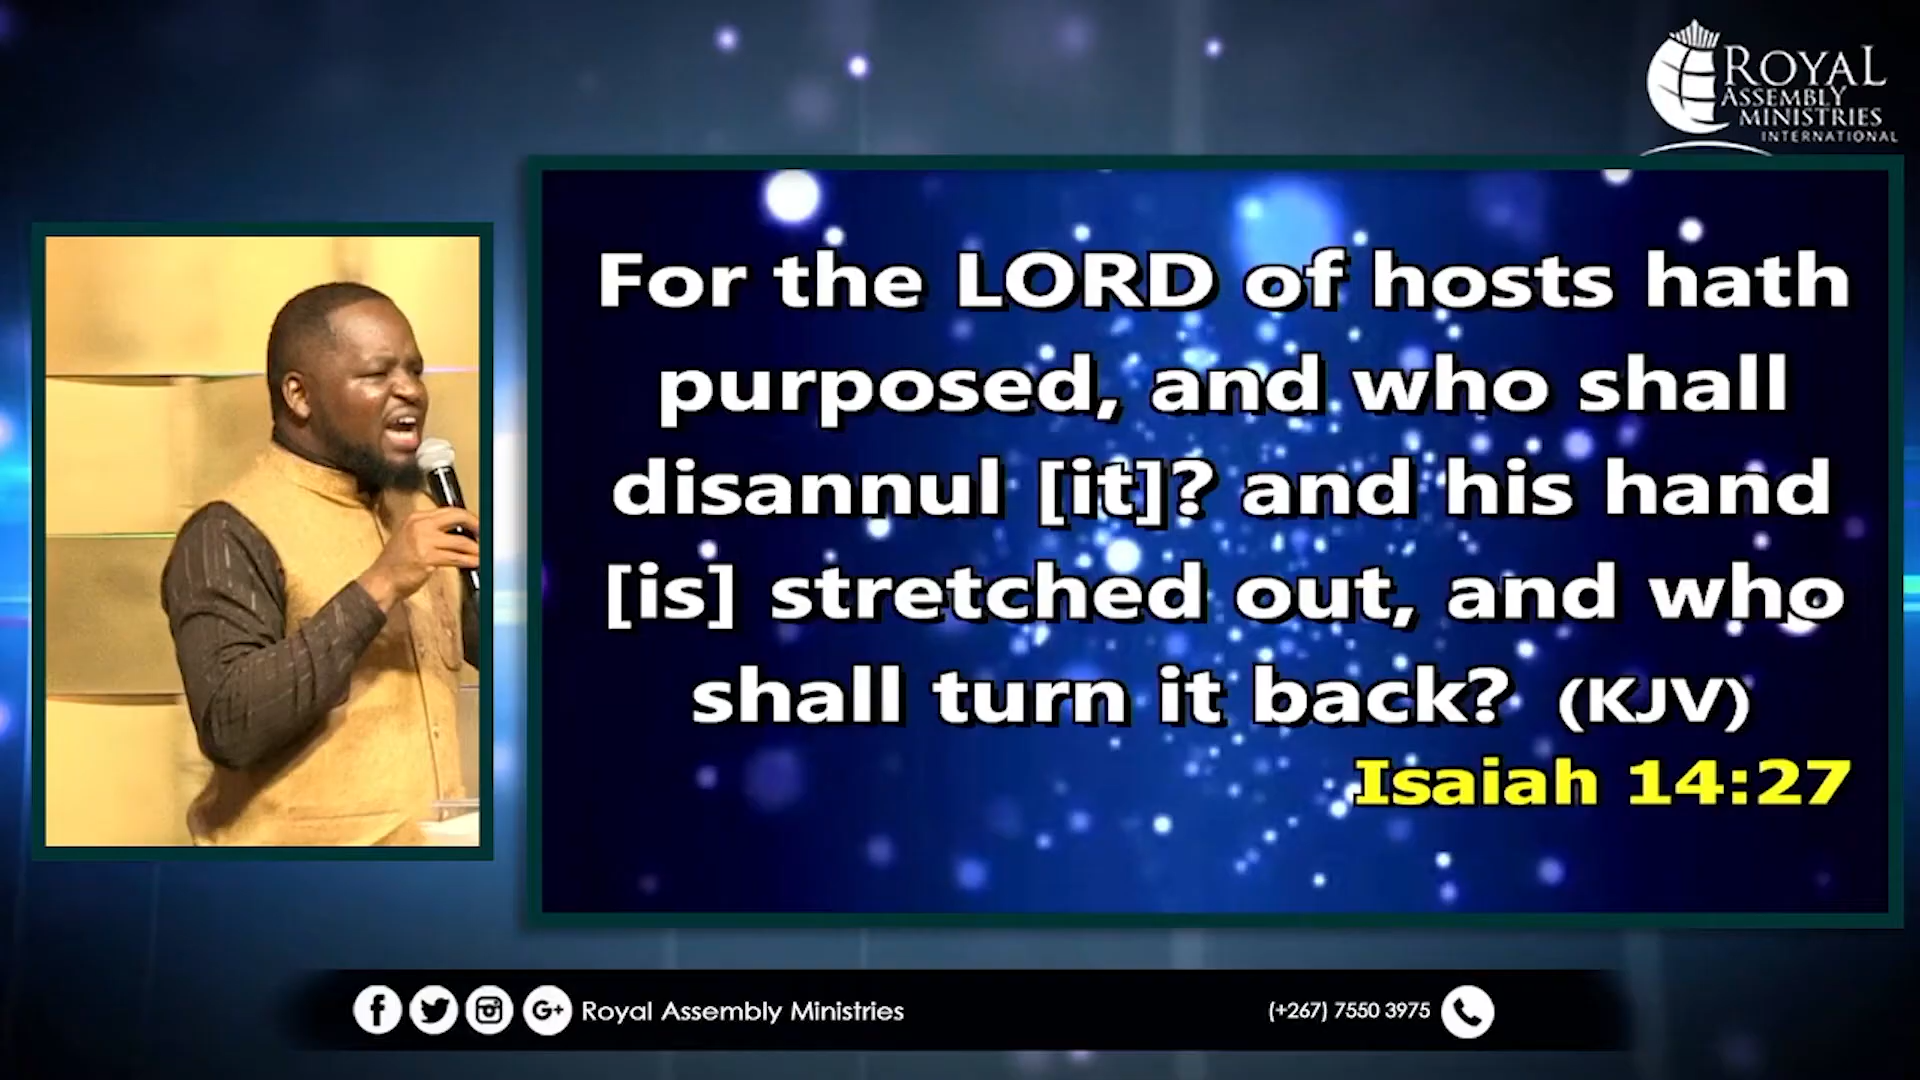 ROYAL
ASSEMBLY
MINISTRIES
INTERNATIONAL
For the LORD of hosts hath
purposed, and who shall
disannul [it]? and his hand
[is] stretched out, and who
shall turn it back? (KJV)
Isaiah 14:27
Royal Assembly Ministries
(+267) 7550 3975